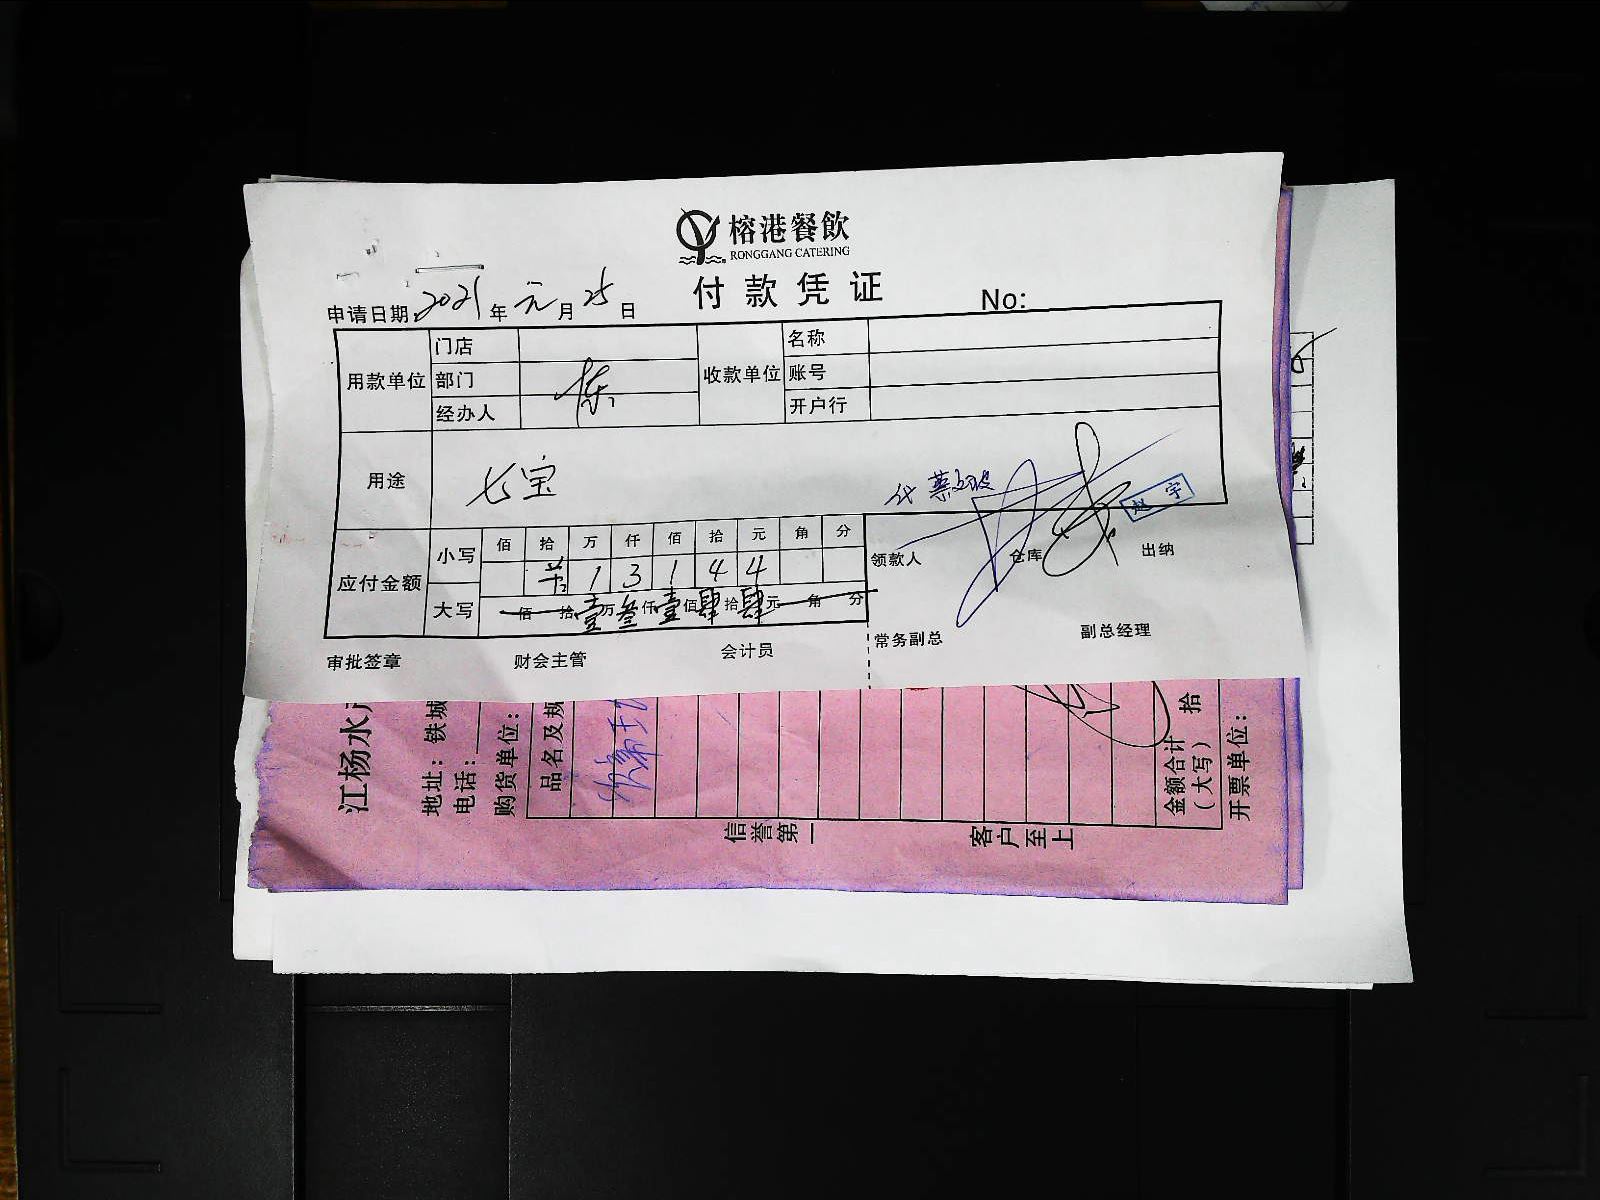 榕港餐飲
RONGGANG CATERING
付款凭证
No:
申请日期 2021 年 元 月 25 日
用款单位 门店 收款单位 名称
部门 账号
经办人 陈 开户行
用途 七宝
代 蔡
赵宇
应付金额 小写 佰 拾 万 仟 佰 拾 元 角 分
1 3 1 4 4
大写 佰 拾 壹 万 叁 仟 壹 佰 肆 拾 肆 元 角 分
领款人 仓库 出纳
常务副总 副总经理
审批签章 财会主管 会计员
江杨水
地址：铁城
电话：
购货单位：
品名及规
金额合计
（大写）
拾
开票单位：
信誉第一
客户至上